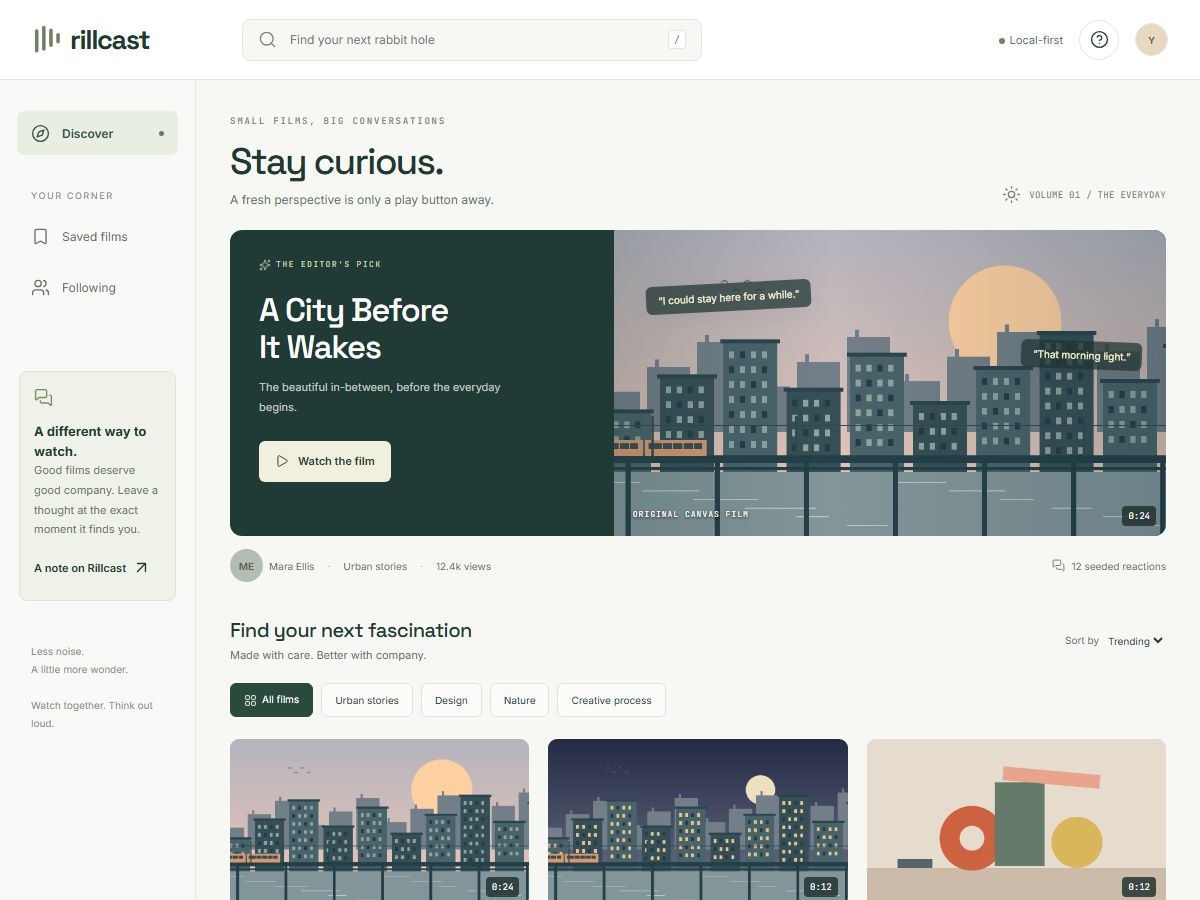 rillcast
Find your next rabbit hole
/
Local-first
Y
Discover
YOUR CORNER
Saved films
Following
A different way to
watch.
Good films deserve
good company. Leave a
thought at the exact
moment it finds you.
A note on Rillcast
Less noise.
A little more wonder.
Watch together. Think out
loud.
SMALL FILMS, BIG CONVERSATIONS
Stay curious.
A fresh perspective is only a play button away.
VOLUME 01 / THE EVERYDAY
THE EDITOR'S PICK
A City Before
It Wakes
The beautiful in-between, before the everyday
begins.
Watch the film
"I could stay here for a while."
"That morning light."
ORIGINAL CANVAS FILM
0:24
ME
Mara Ellis · Urban stories · 12.4k views
12 seeded reactions
Find your next fascination
Made with care. Better with company.
Sort by Trending
All films
Urban stories
Design
Nature
Creative process
0:24
0:12
0:12